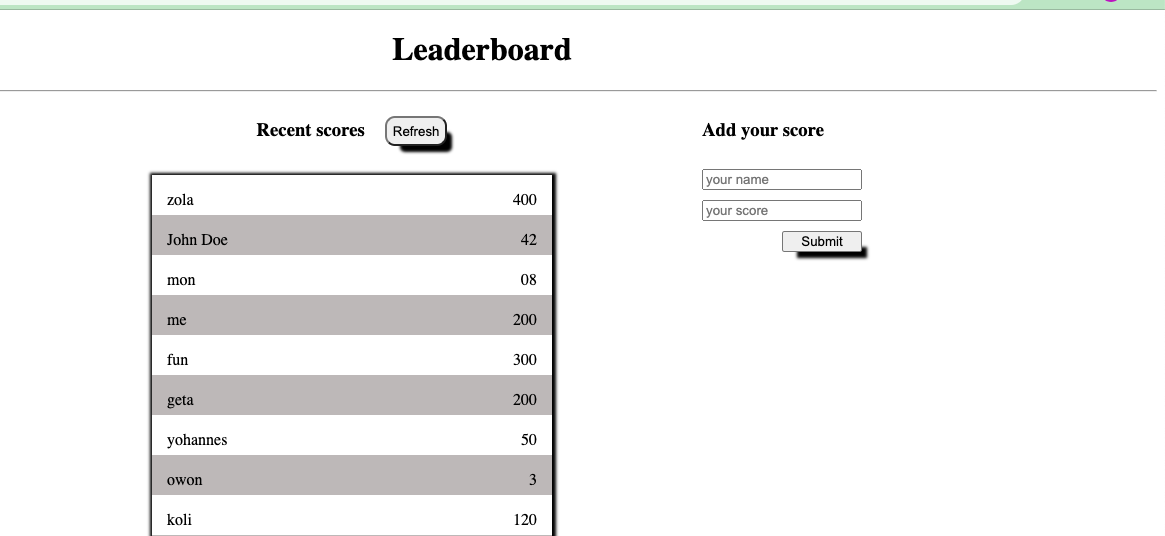 Leaderboard
Recent scores Refresh
zola 400
John Doe 42
mon 08
me 200
fun 300
geta 200
yohannes 50
owon 3
koli 120
Add your score
your name
your score
Submit